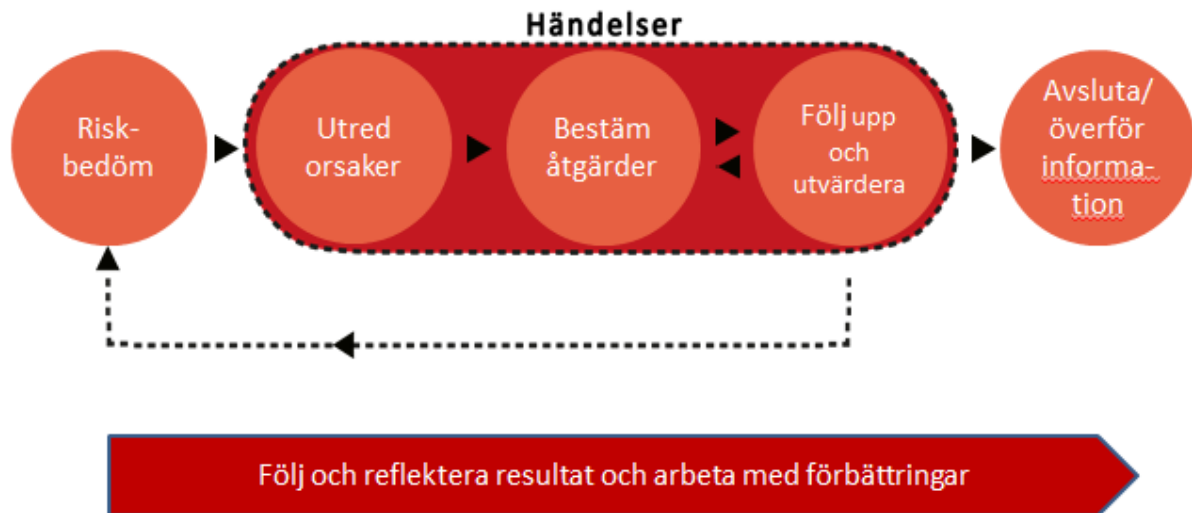 Händelser
Risk-
bedöm
Utred
orsaker
Bestäm
åtgärder
Följ upp
och
utvärdera
Avsluta/
överför
informa-
tion
Följ och reflektera resultat och arbeta med förbättringar